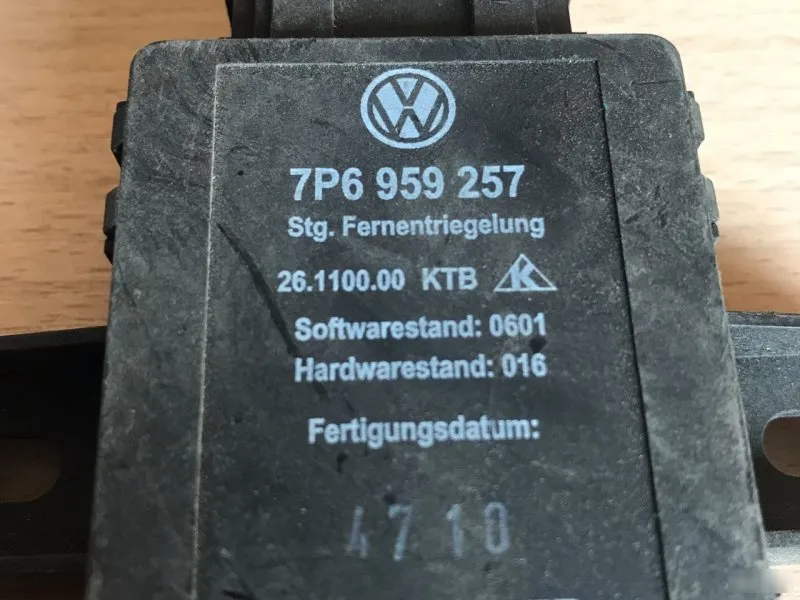 7P6 959 257
Stg. Fernentriegelung
26.1100.00 KTB K
Softwarestand: 0601
Hardwarestand: 016
Fertigungsdatum:
4710